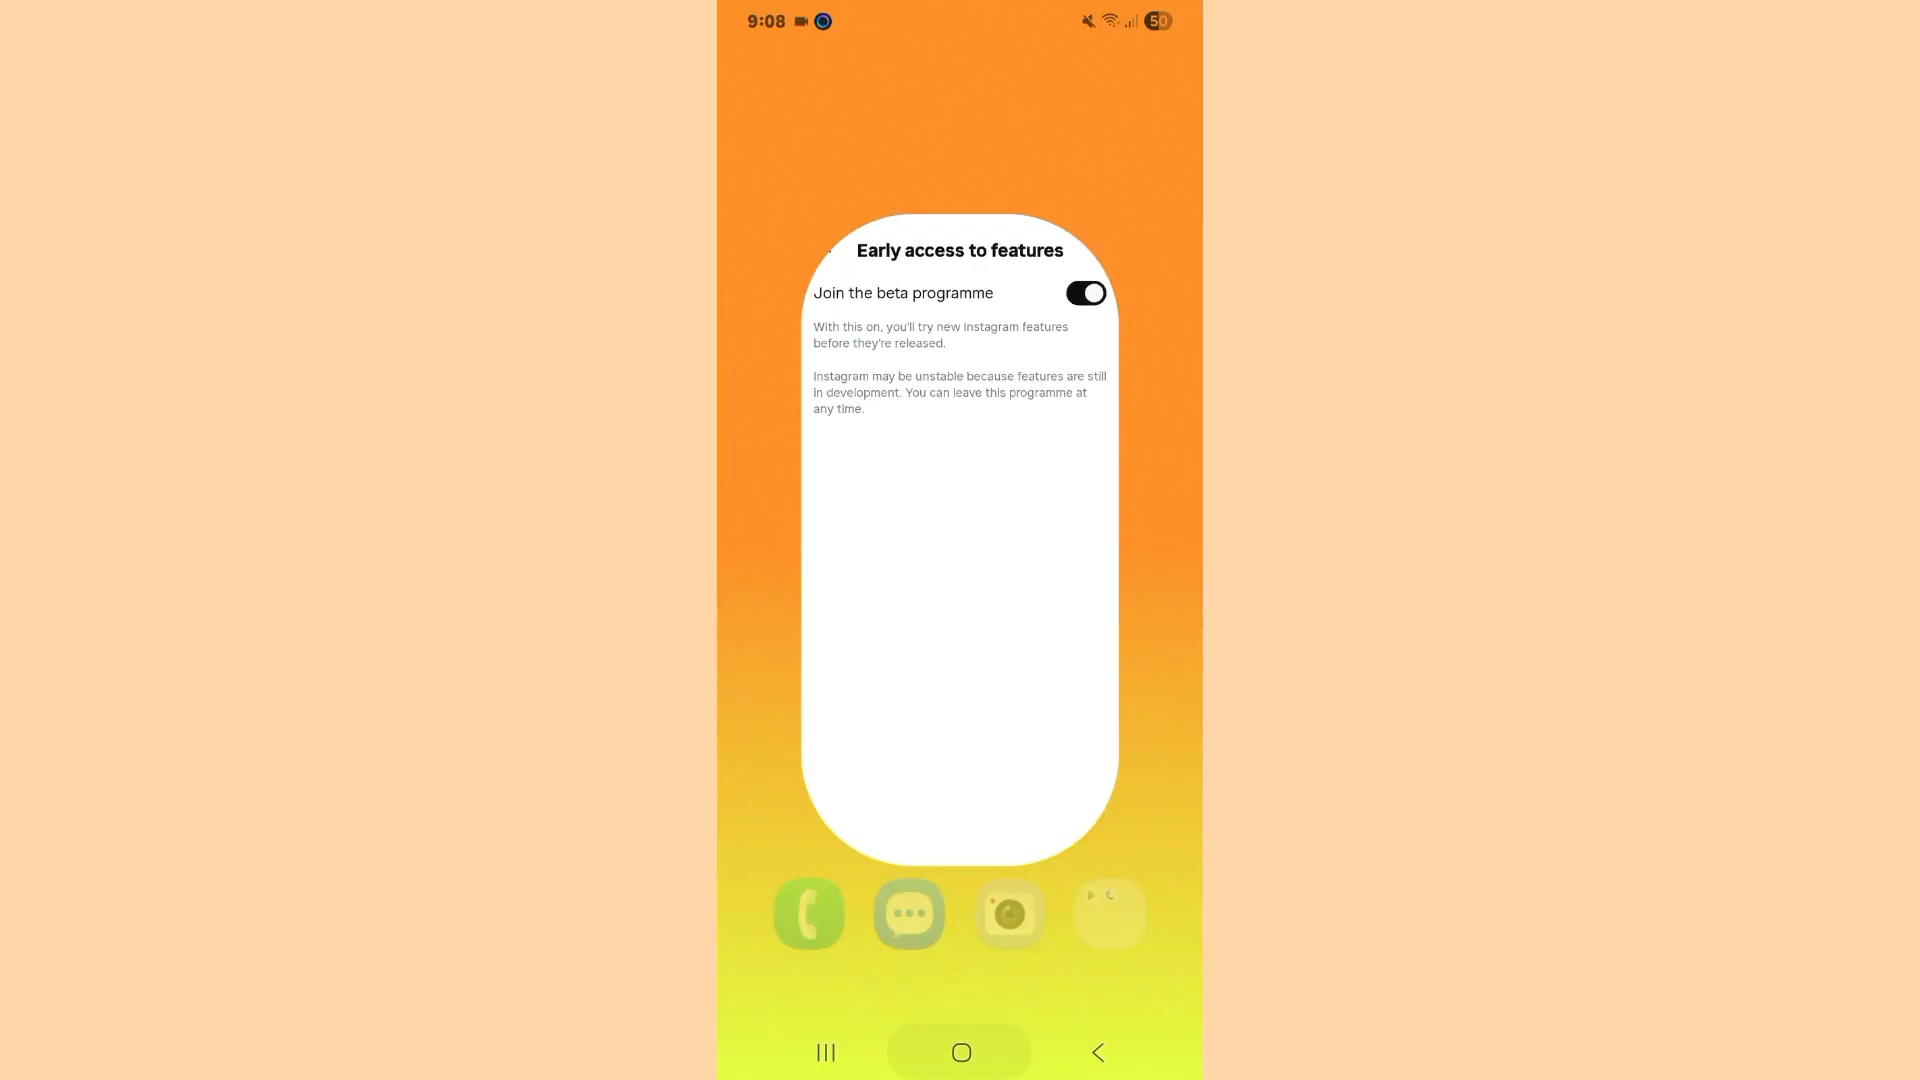 9:08
50
Early access to features
Join the beta programme
With this on, you'll try new Instagram features
before they're released.
Instagram may be unstable because features are still
in development. You can leave this programme at
any time.